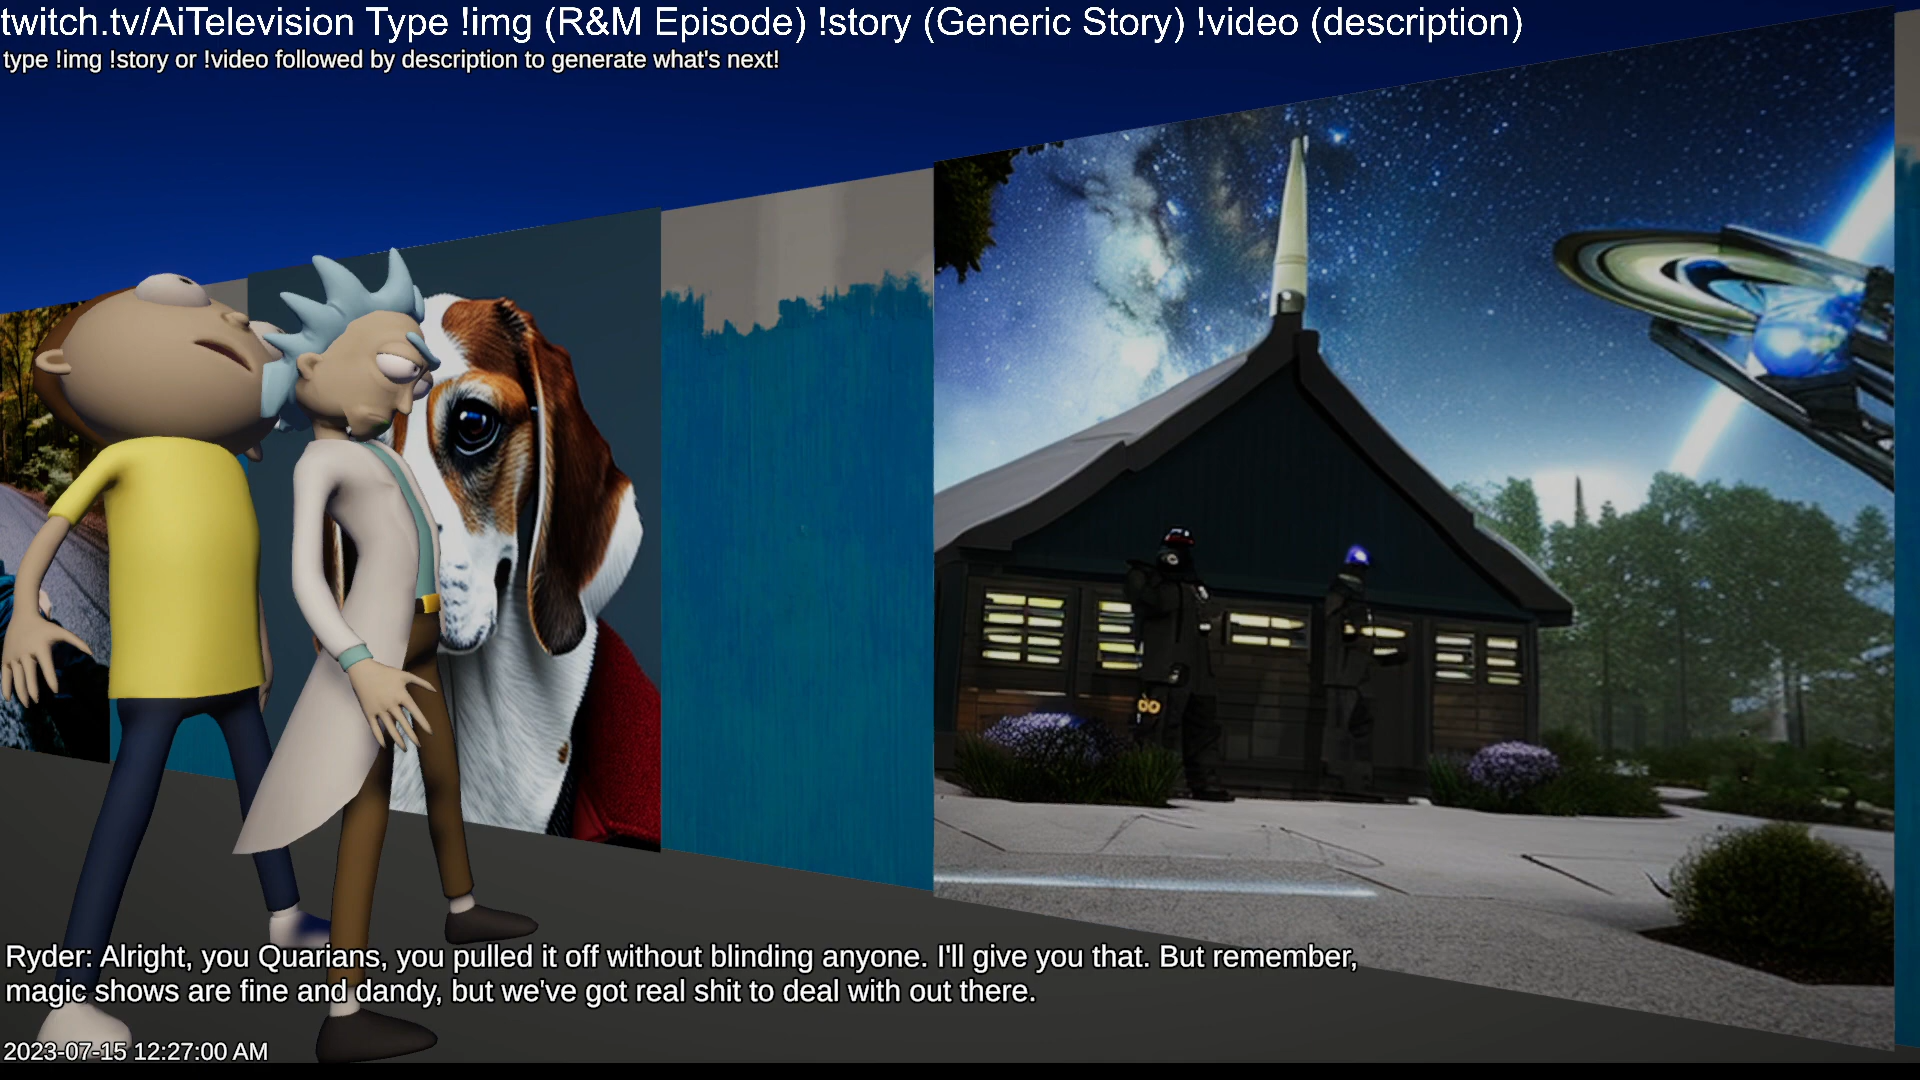 twitch.tv/AiTelevision Type !img (R&M Episode) !story (Generic Story) !video (description)
type !img !story or !video followed by description to generate what's next!
Ryder: Alright, you Quarians, you pulled it off without blinding anyone. I'll give you that. But remember,
magic shows are fine and dandy, but we've got real shit to deal with out there.
2023-07-15 12:27:00 AM